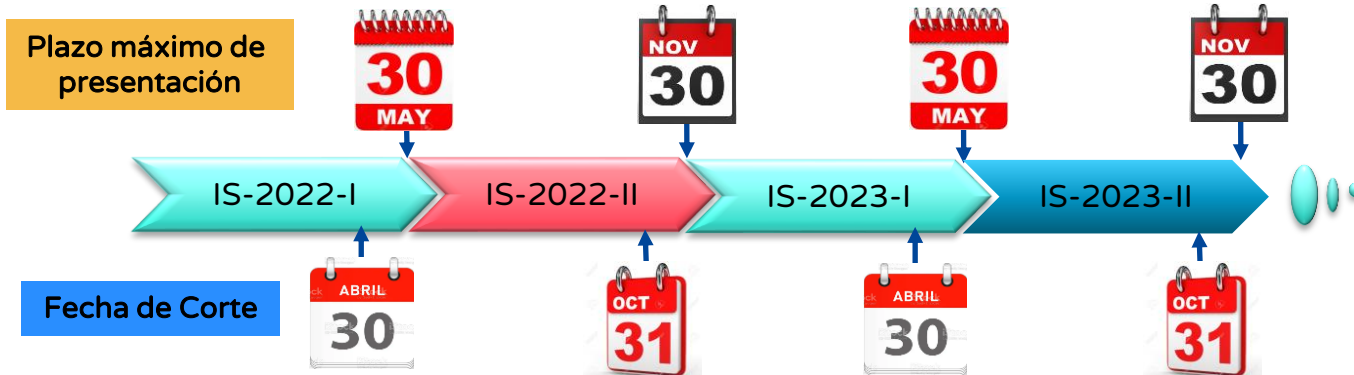 Plazo máximo de
presentación
30
MAY
NOV
30
30
MAY
NOV
30
IS-2022-I
IS-2022-II
IS-2023-I
IS-2023-II
Fecha de Corte
ABRIL
30
OCT
31
ABRIL
30
OCT
31